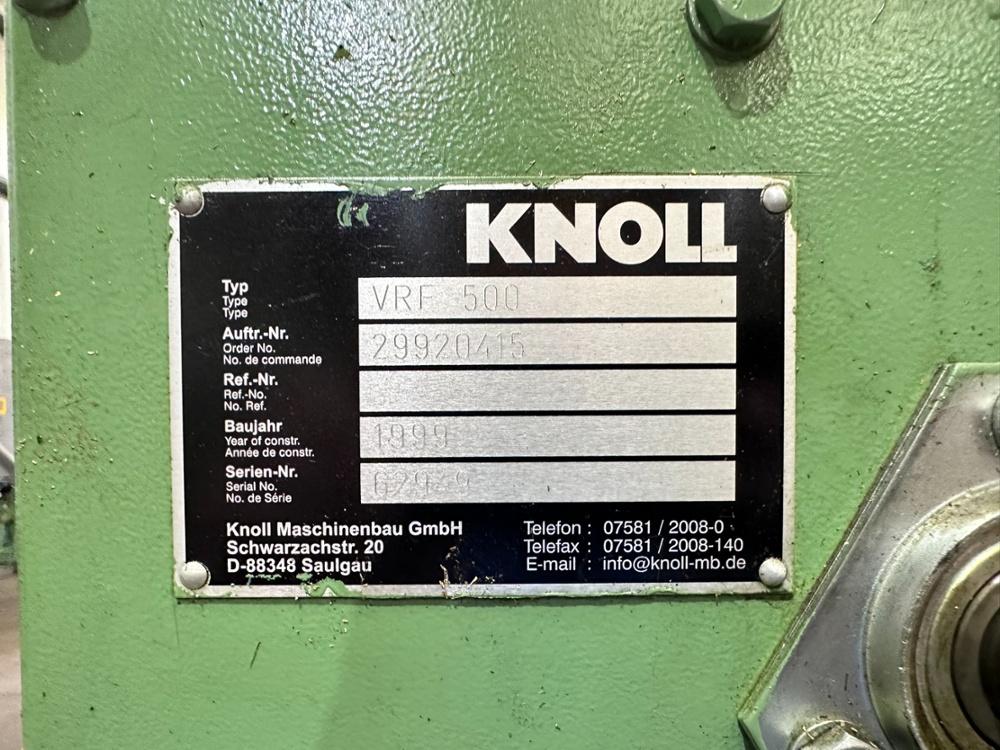 KNOLL
Typ
Type
Type
VRF 500
Auftr.-Nr.
Order No.
No. de commande
29920415
Ref.-Nr.
Ref.-No.
No. Ref.
Baujahr
Year of constr.
Année de constr.
1999
Serien-Nr.
Serial No.
No. de Série
Knoll Maschinenbau GmbH
Schwarzachstr. 20
D-88348 Saulgau
Telefon : 07581 / 2008-0
Telefax : 07581 / 2008-140
E-mail : info@knoll-mb.de